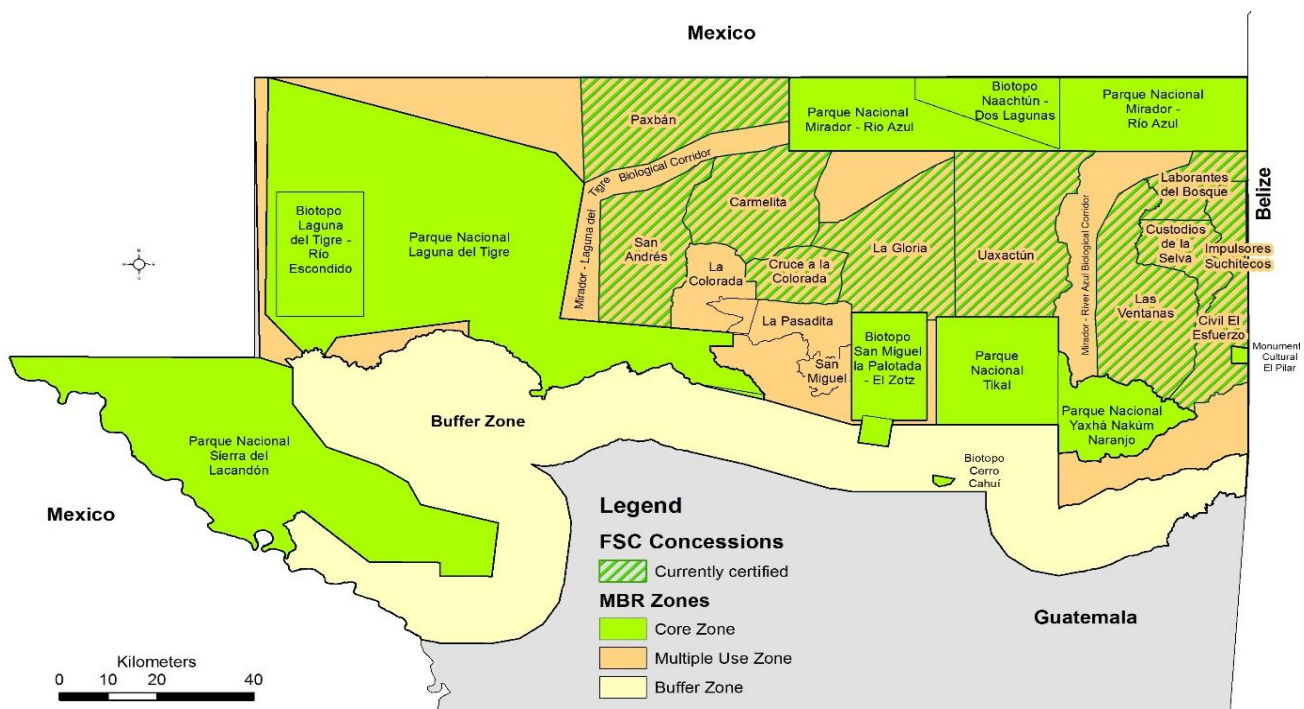 Mexico
Biotopo
Naachtún -
Dos Lagunas
Parque Nacional
Mirador - Rio Azul
Parque Nacional
Mirador -
Río Azul
Paxbán
Mirador - Laguna del Tigre Biological Corridor
Belize
Laborantes
del Bosque
Carmelita
Biotopo
Laguna
del Tigre -
Río
Escondido
Parque Nacional
Laguna del Tigre
San
Andrés
La Gloria
Uaxactún
Mirador - River Azul Biological Corridor
Custodios
de la
Selva
Impulsores
Suchitecos
La
Colorada
Cruce a la
Colorada
Las
Ventanas
Civil El
Esfuerzo
La Pasadita
Biotopo
San Miguel
la Palotada
- El Zotz
San
Miguel
Parque
Nacional
Tikal
Monument
Cultural
El Pilar
Parque Nacional
Yaxhá Nakúm
Naranjo
Buffer Zone
Parque Nacional
Sierra del
Lacandón
Biotopo
Cerro
Cahuí
Mexico
Legend
FSC Concessions
Currently certified
MBR Zones
Core Zone
Multiple Use Zone
Buffer Zone
Guatemala
Kilometers
0 10 20 40